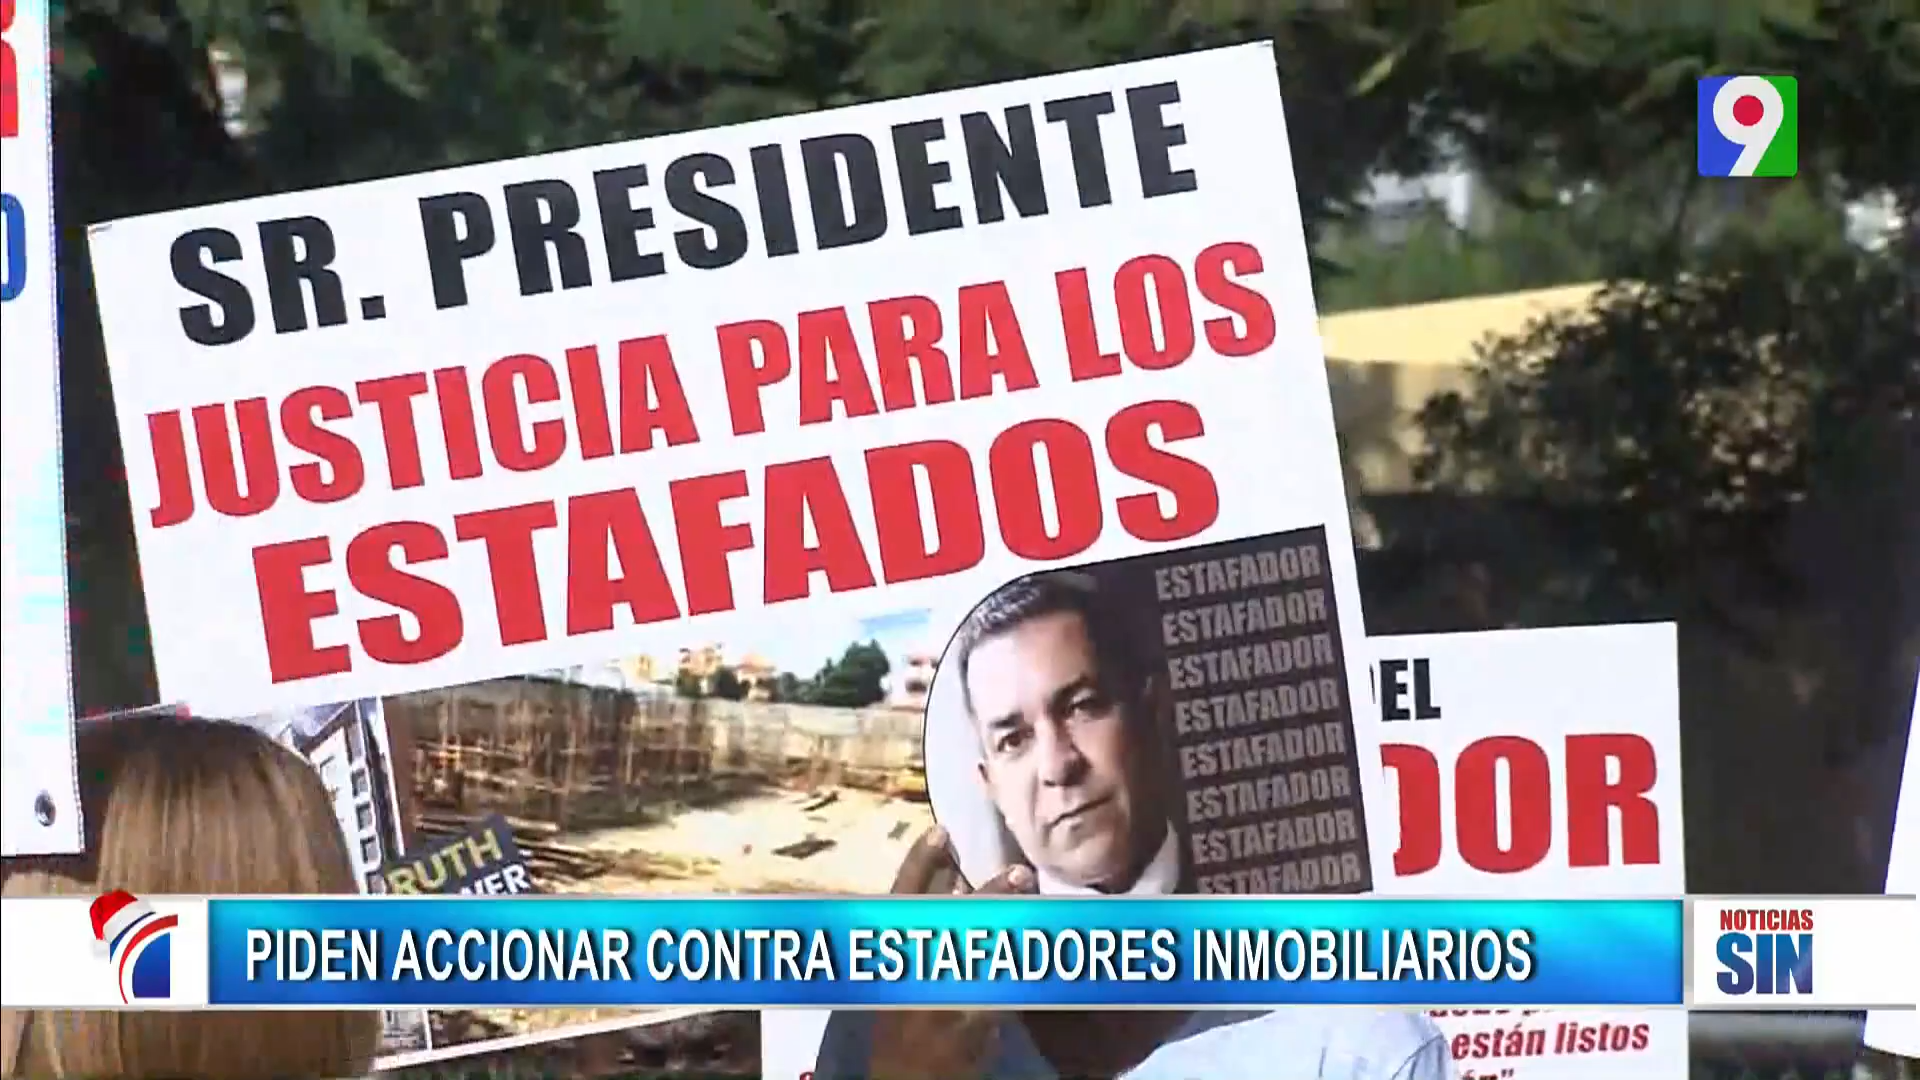 9
SR. PRESIDENTE
JUSTICIA PARA LOS
ESTAFADOS
ESTAFADOR
ESTAFADOR
ESTAFADOR
ESTAFADOR
ESTAFADOR
ESTAFADOR
ESTAFADOR
ESTAFADOR
EL
DOR
RUTH
PIDEN ACCIONAR CONTRA ESTAFADORES INMOBILIARIOS
NOTICIAS
SIN
están listos